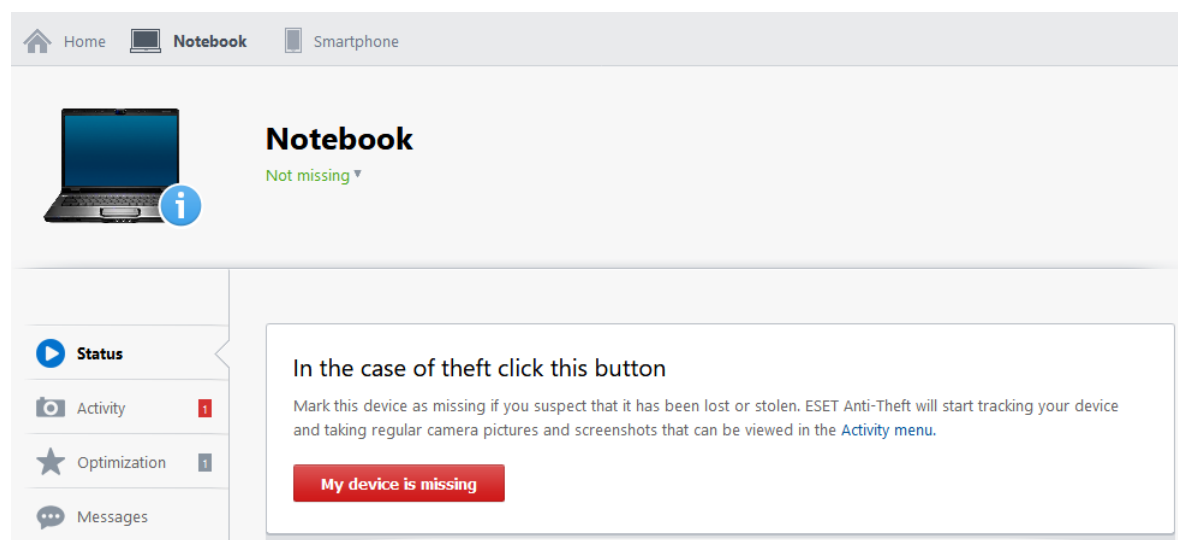 Home Notebook Smartphone
Notebook
Not missing
Status
Activity 1
Optimization 1
Messages
In the case of theft click this button
Mark this device as missing if you suspect that it has been lost or stolen. ESET Anti-Theft will start tracking your device
and taking regular camera pictures and screenshots that can be viewed in the Activity menu.
My device is missing